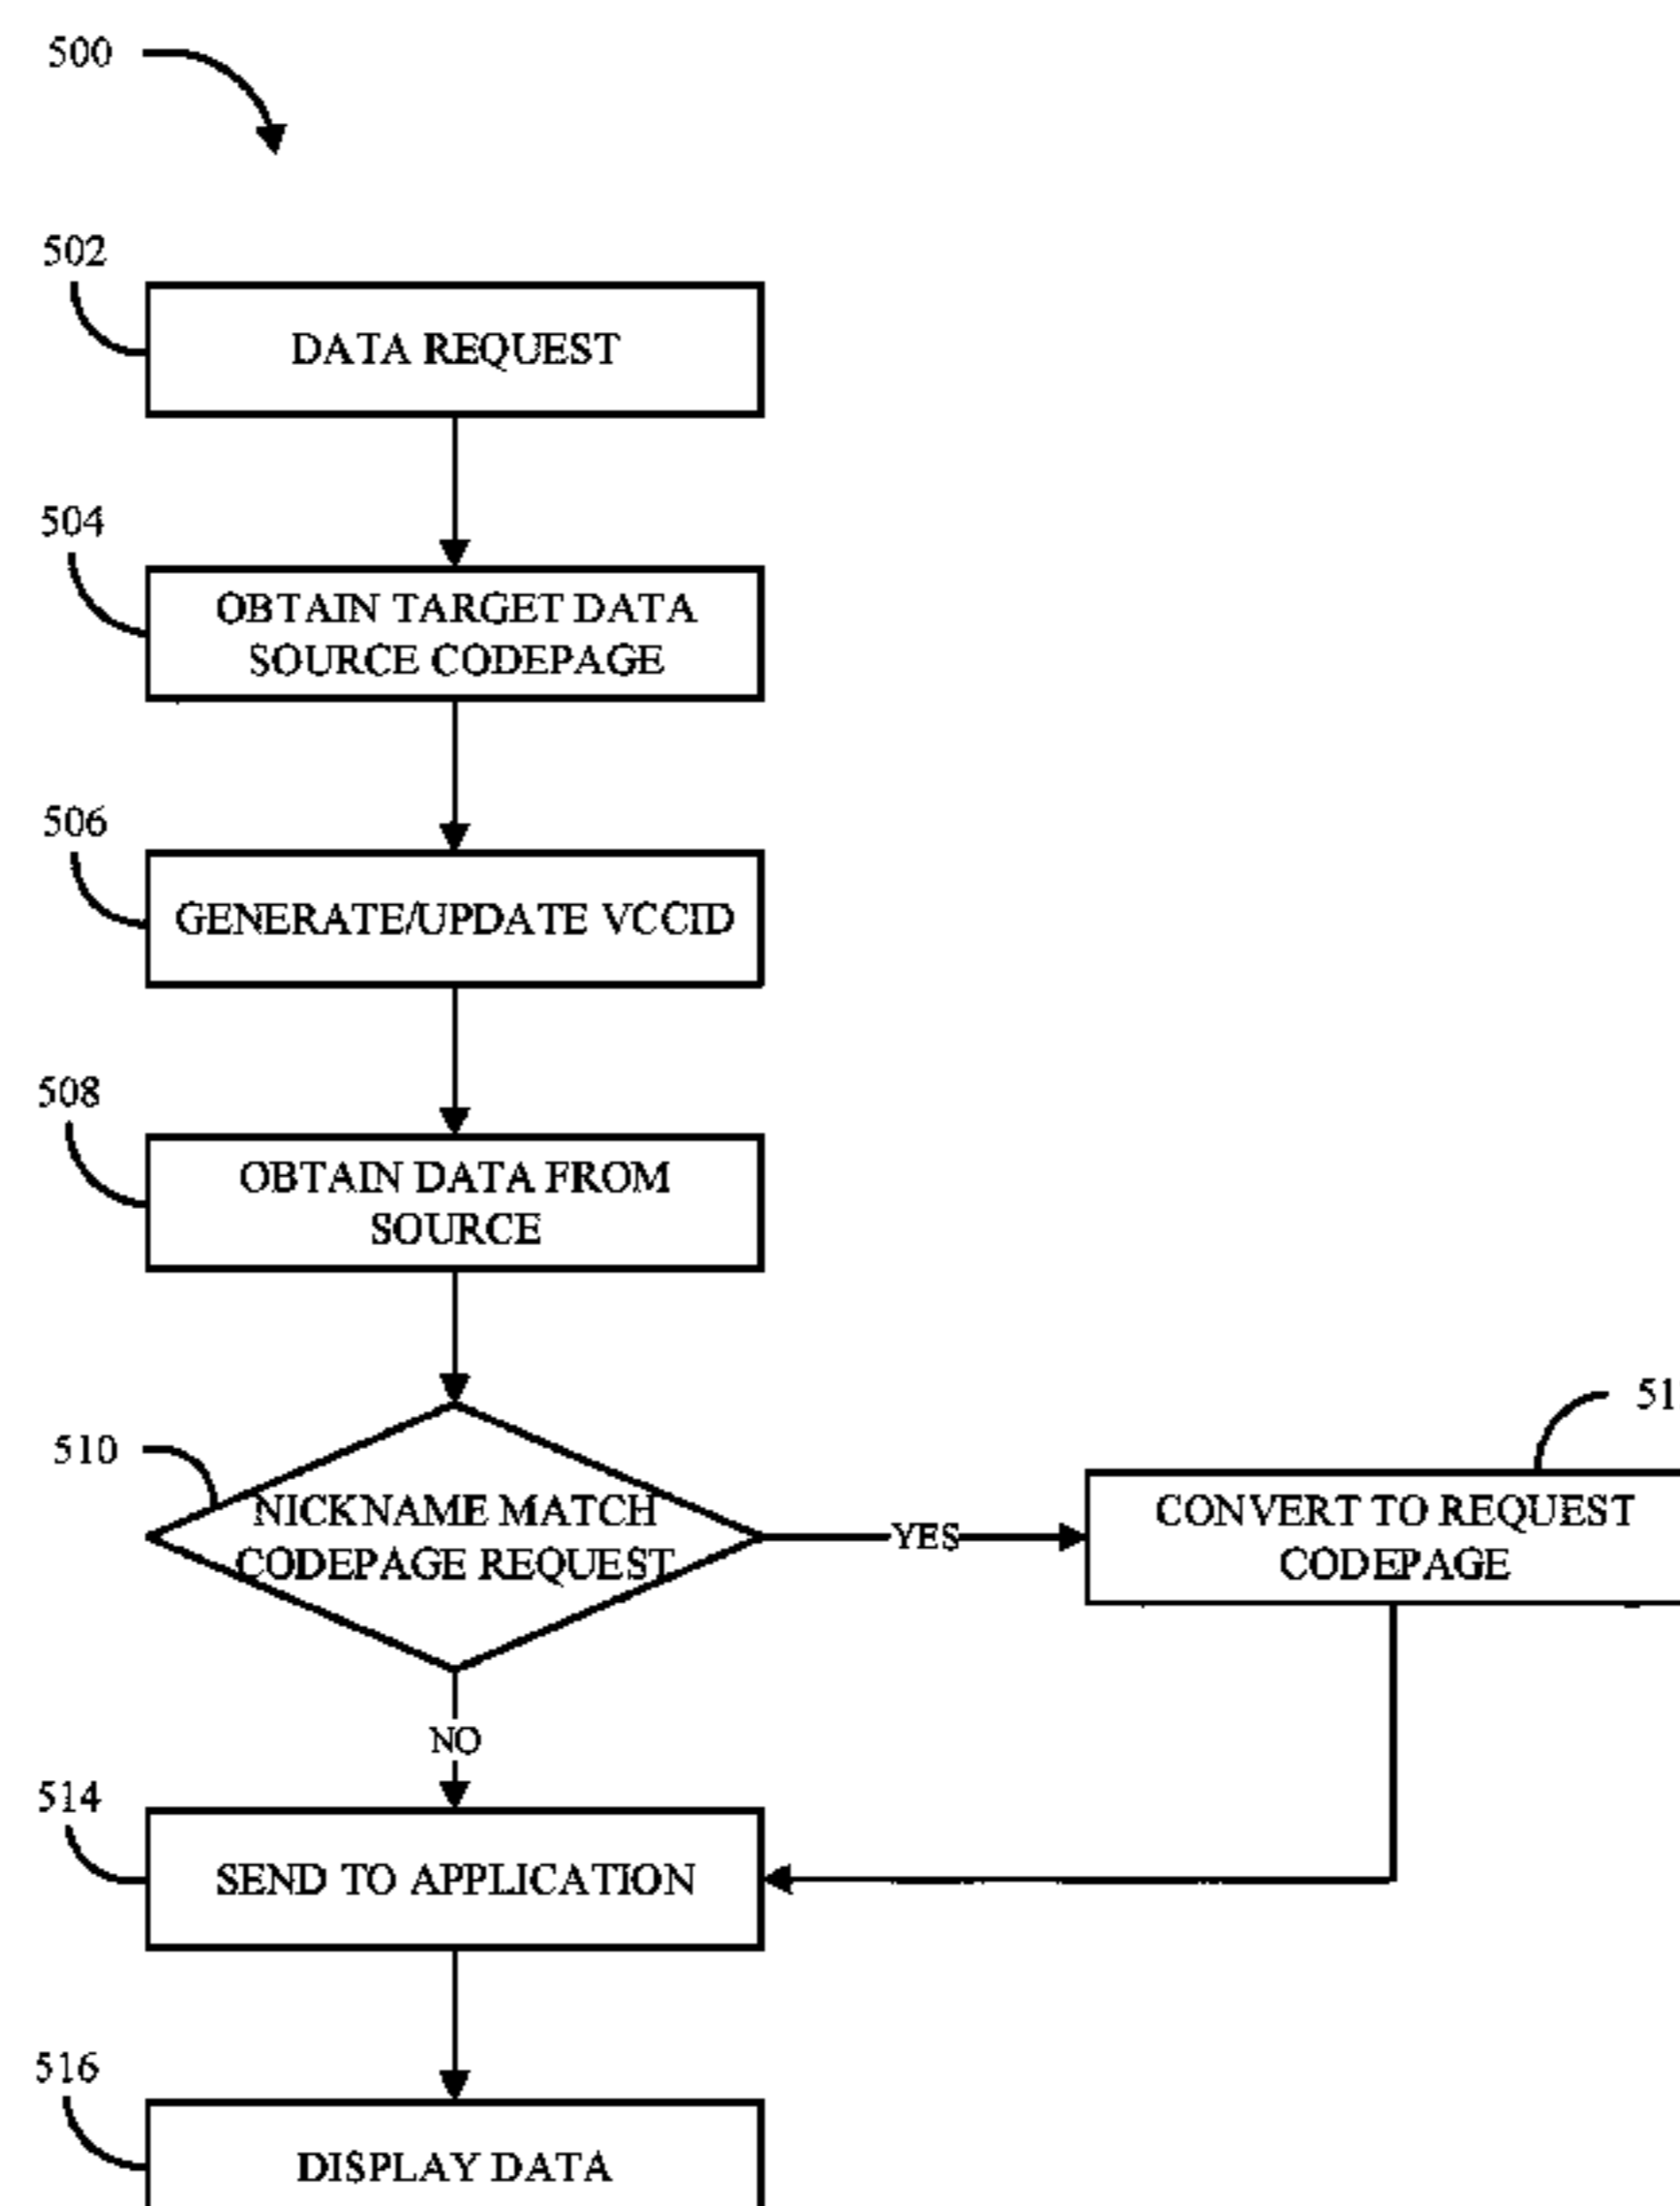 500
502
DATA REQUEST
504
OBTAIN TARGET DATA
SOURCE CODEPAGE
506
GENERATE/UPDATE VCCID
508
OBTAIN DATA FROM
SOURCE
510
NICKNAME MATCH
CODEPAGE REQUEST
YES
CONVERT TO REQUEST
CODEPAGE
NO
514
SEND TO APPLICATION
516
DISPLAY DATA